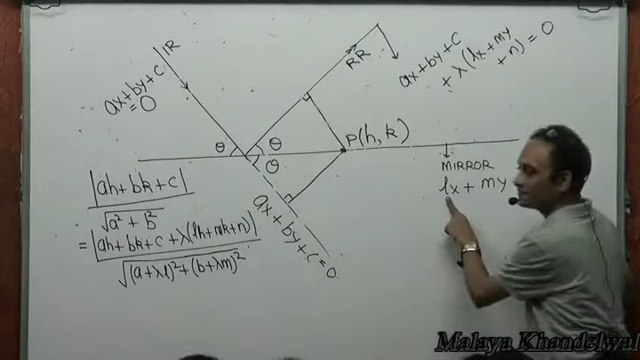 IR
ax+by+c
=0
RR
ax+by+c
+ λ(lx+my
+n) = 0
θ
θ
θ
P(h, k)
MIRROR
lx + my
ax + by + c = 0
|ah+bk+c|
√a² + b²
= |ah+bk+c + λ(lh+mk+n)|
√(a+λl)² + (b+λm)²
Malaya Khandelwal